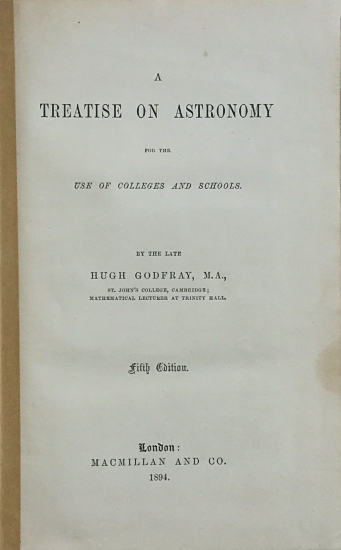 A
TREATISE ON ASTRONOMY
FOR THE
USE OF COLLEGES AND SCHOOLS.
BY THE LATE
HUGH GODFRAY, M.A.,
ST. JOHN'S COLLEGE, CAMBRIDGE;
MATHEMATICAL LECTURER AT TRINITY HALL.
Fifth Edition.
London:
MACMILLAN AND CO.
1894.